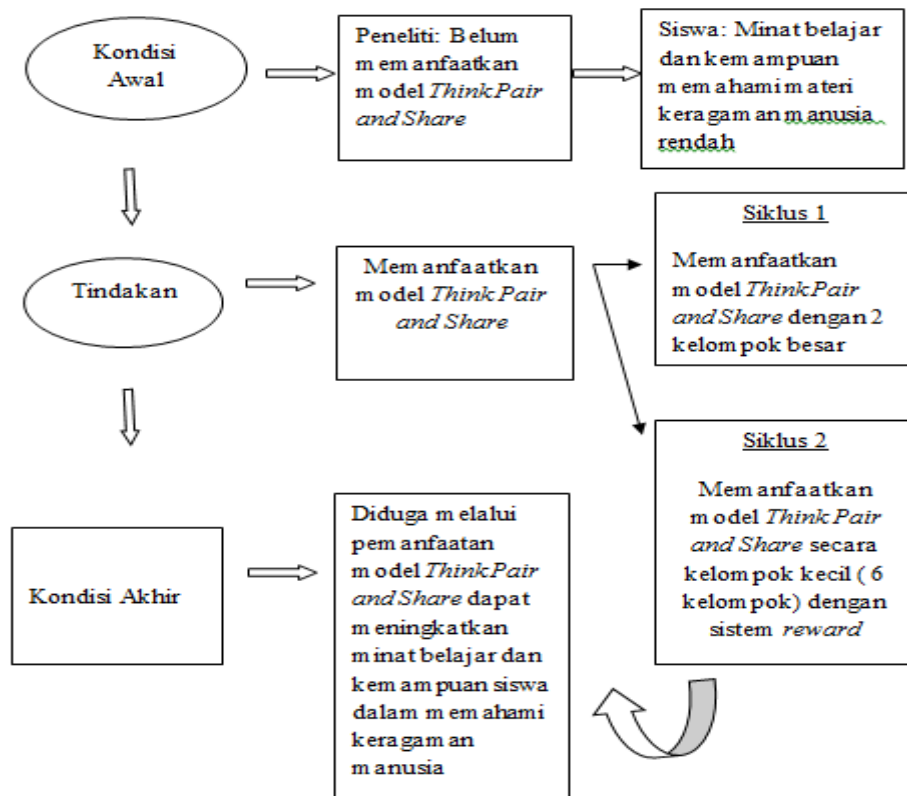 Kondisi
Awal
Peneliti: Belum
memanfaatkan
model Think Pair
and Share
Siswa: Minat belajar
dan kemampuan
memahami materi
keragaman manusia
rendah
Tindakan
Memanfaatkan
model Think Pair
and Share
Siklus 1
Memanfaatkan
model Think Pair
and Share dengan 2
kelompok besar
Siklus 2
Memanfaatkan
model Think Pair
and Share secara
kelompok kecil ( 6
kelompok) dengan
sistem reward
Kondisi Akhir
Diduga melalui
pemanfaatan
model Think Pair
and Share dapat
meningkatkan
minat belajar dan
kemampuan siswa
dalam memahami
keragaman
manusia